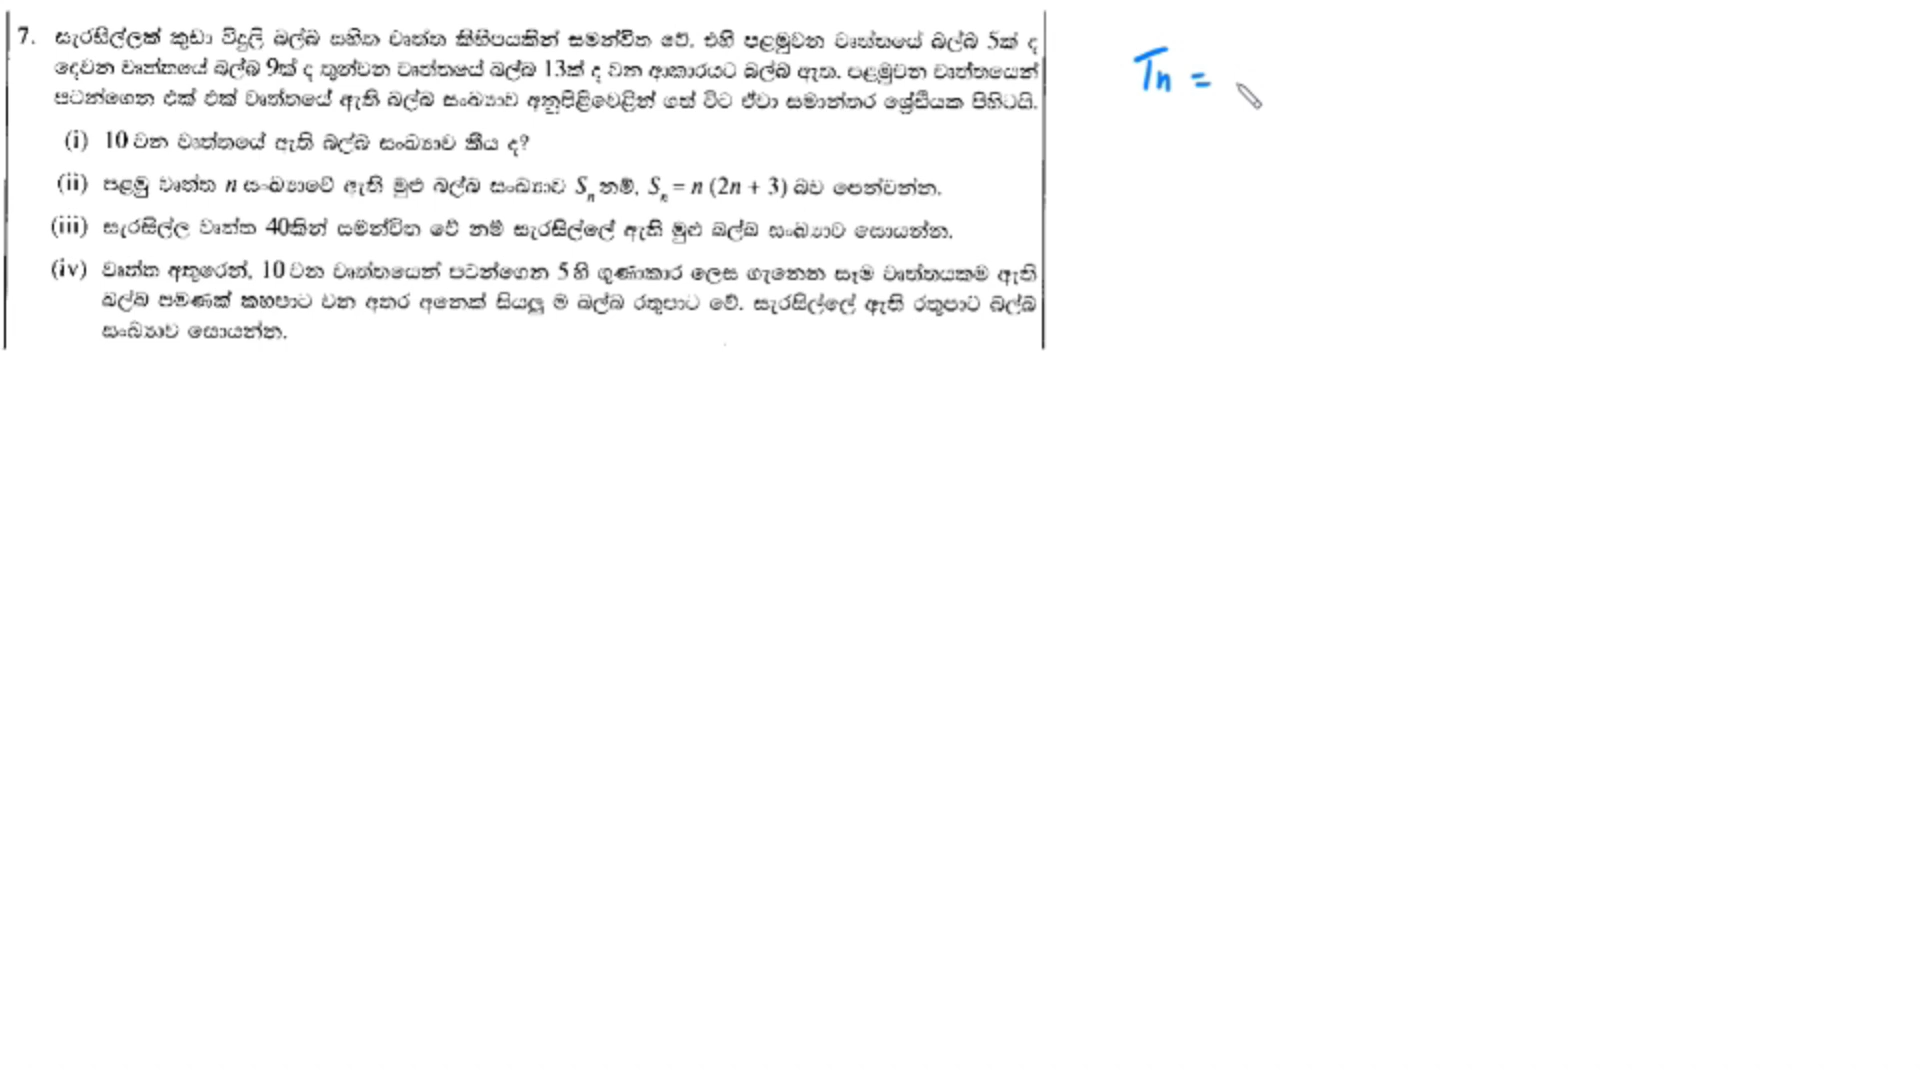 7. සැරසිල්ලක් කුඩා විදුලි බල්බ සහිත වෘත්ත කිහිපයකින් සමන්විත වේ. එහි පළමුවන වෘත්තයේ බල්බ 5ක් ද
දෙවන වෘත්තයේ බල්බ 9ක් ද තුන්වන වෘත්තයේ බල්බ 13ක් ද වන ආකාරයට බල්බ ඇත. පළමුවන වෘත්තයෙන්
පටන්ගෙන එක් එක් වෘත්තයේ ඇති බල්බ සංඛ්‍යාව අනුපිළිවෙළින් ගත් විට ඒවා සමාන්තර ශ්‍රේඪියක පිහිටයි.
(i) 10 වන වෘත්තයේ ඇති බල්බ සංඛ්‍යාව කීය ද?
(ii) පළමු වෘත්ත n සංඛ්‍යාවේ ඇති මුළු බල්බ සංඛ්‍යාව Sₙ නම්, Sₙ = n (2n + 3) බව පෙන්වන්න.
(iii) සැරසිල්ල වෘත්ත 40කින් සමන්විත වේ නම් සැරසිල්ලේ ඇති මුළු බල්බ සංඛ්‍යාව සොයන්න.
(iv) වෘත්ත අතුරෙන්, 10 වන වෘත්තයෙන් පටන්ගෙන 5 හි ගුණාකාර ලෙස ගැනෙන සෑම වෘත්තයකම ඇති
බල්බ පමණක් කහපාට වන අතර අනෙක් සියලු ම බල්බ රතුපාට වේ. සැරසිල්ලේ ඇති රතුපාට බල්බ
සංඛ්‍යාව සොයන්න.
Tn =